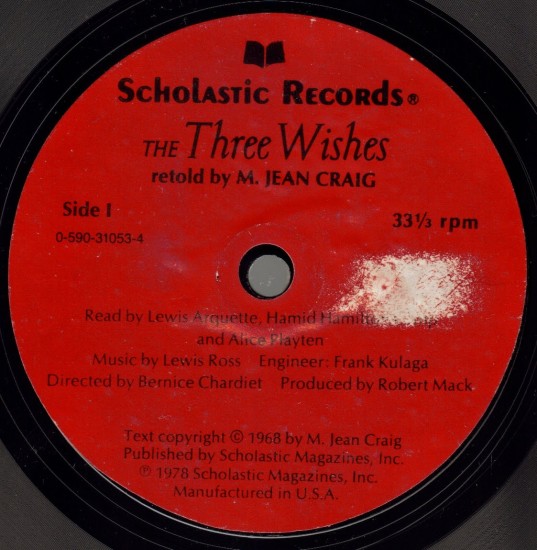 Scholastic Records®
THE Three Wishes
retold by M. JEAN CRAIG
Side I
33⅓ rpm
0-590-31053-4
Read by Lewis Arquette, Hamid Hamilton
and Alice Playten
Music by Lewis Ross Engineer: Frank Kulaga
Directed by Bernice Chardiet Produced by Robert Mack
Text copyright © 1968 by M. Jean Craig
Published by Scholastic Magazines, Inc.
℗ 1978 Scholastic Magazines, Inc.
Manufactured in U.S.A.